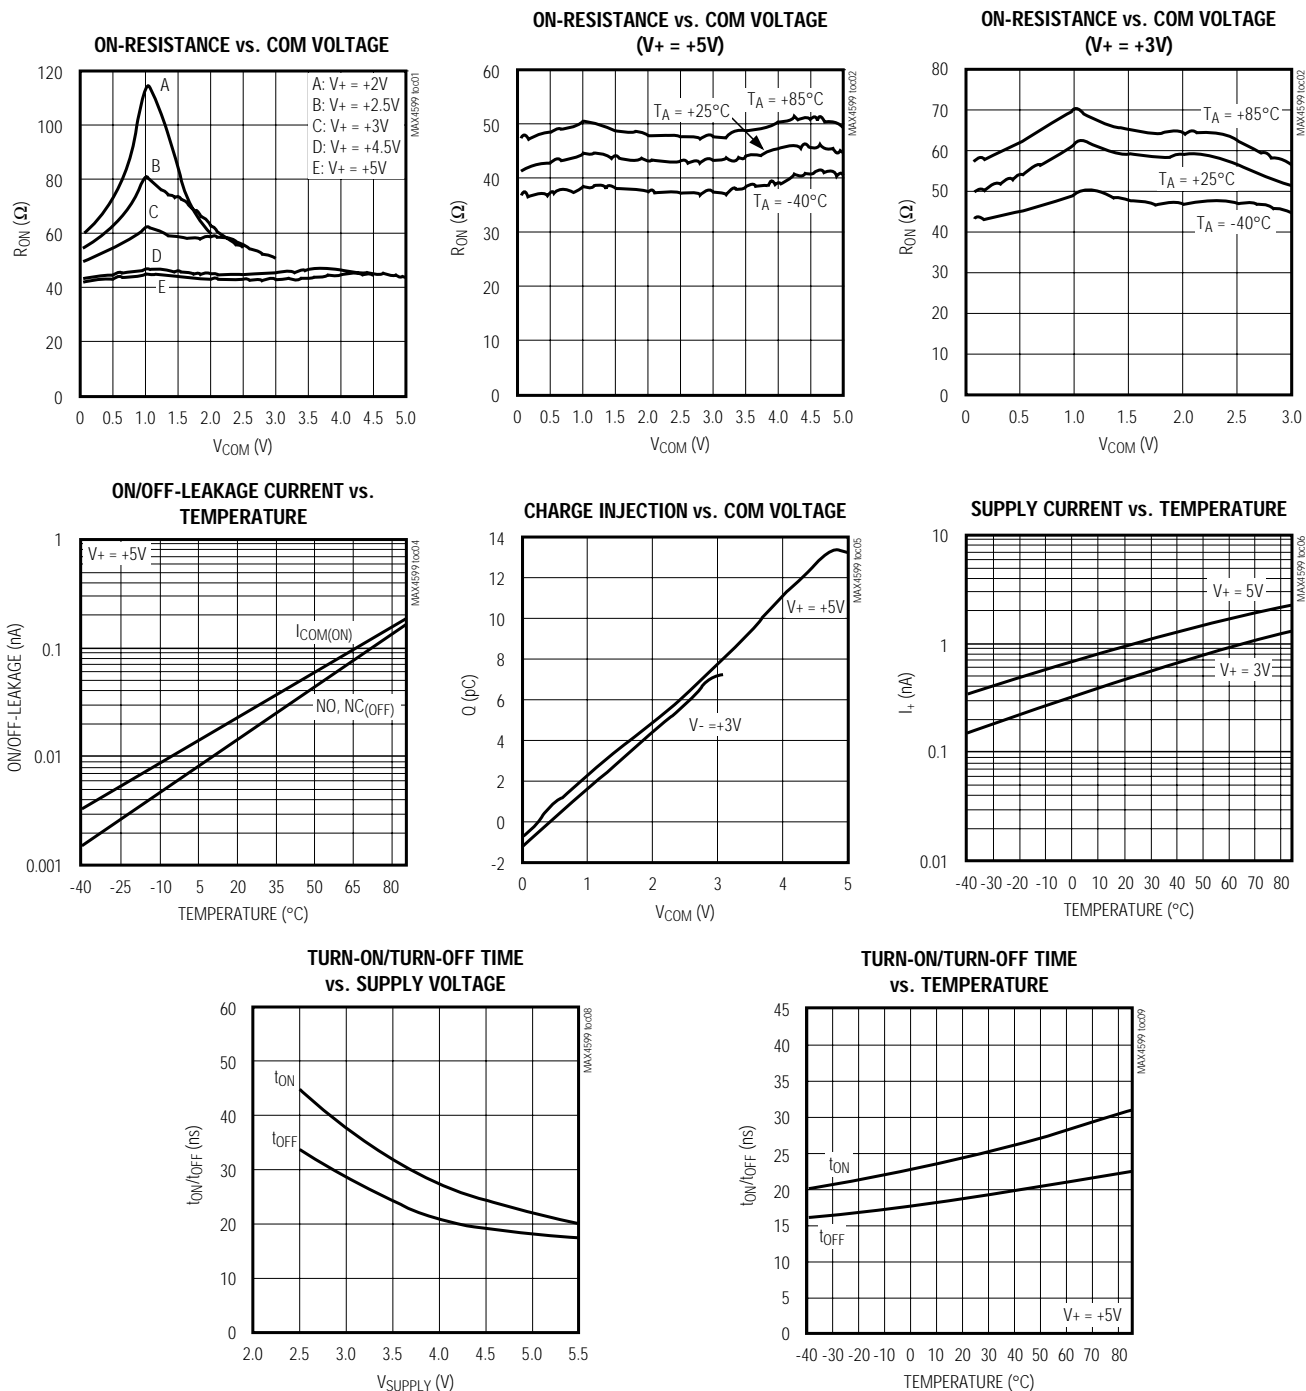 ON-RESISTANCE vs. COM VOLTAGE
120
100
80
60
40
20
0
RON (Ω)
A
B
C
D
E
A: V+ = +2V
B: V+ = +2.5V
C: V+ = +3V
D: V+ = +4.5V
E: V+ = +5V
MAX4599 toc01
0 0.5 1.0 1.5 2.0 2.5 3.0 3.5 4.0 4.5 5.0
VCOM (V)
ON-RESISTANCE vs. COM VOLTAGE
(V+ = +5V)
60
50
40
30
20
10
0
RON (Ω)
TA = +85°C
TA = +25°C
TA = -40°C
MAX4599 toc02
0 0.5 1.0 1.5 2.0 2.5 3.0 3.5 4.0 4.5 5.0
VCOM (V)
ON-RESISTANCE vs. COM VOLTAGE
(V+ = +3V)
80
70
60
50
40
30
20
10
0
RON (Ω)
TA = +85°C
TA = +25°C
TA = -40°C
MAX4599 toc02
0 0.5 1.0 1.5 2.0 2.5 3.0
VCOM (V)
ON/OFF-LEAKAGE CURRENT vs.
TEMPERATURE
1
0.1
0.01
0.001
ON/OFF-LEAKAGE (nA)
V+ = +5V
ICOM(ON)
NO, NC(OFF)
MAX4599 toc04
-40 -25 -10 5 20 35 50 65 80
TEMPERATURE (°C)
CHARGE INJECTION vs. COM VOLTAGE
14
12
10
8
6
4
2
0
-2
Q (pC)
V+ = +5V
V- =+3V
MAX4599 toc05
0 1 2 3 4 5
VCOM (V)
SUPPLY CURRENT vs. TEMPERATURE
10
1
0.1
0.01
I+ (nA)
V+ = 5V
V+ = 3V
MAX4599 toc06
-40 -30 -20 -10 0 10 20 30 40 50 60 70 80
TEMPERATURE (°C)
TURN-ON/TURN-OFF TIME
vs. SUPPLY VOLTAGE
60
50
40
30
20
10
0
tON/tOFF (ns)
tON
tOFF
MAX4599 toc08
2.0 2.5 3.0 3.5 4.0 4.5 5.0 5.5
VSUPPLY (V)
TURN-ON/TURN-OFF TIME
vs. TEMPERATURE
45
40
35
30
25
20
15
10
5
0
tON/tOFF (ns)
tON
tOFF
V+ = +5V
MAX4599 toc09
-40 -30 -20 -10 0 10 20 30 40 50 60 70 80
TEMPERATURE (°C)